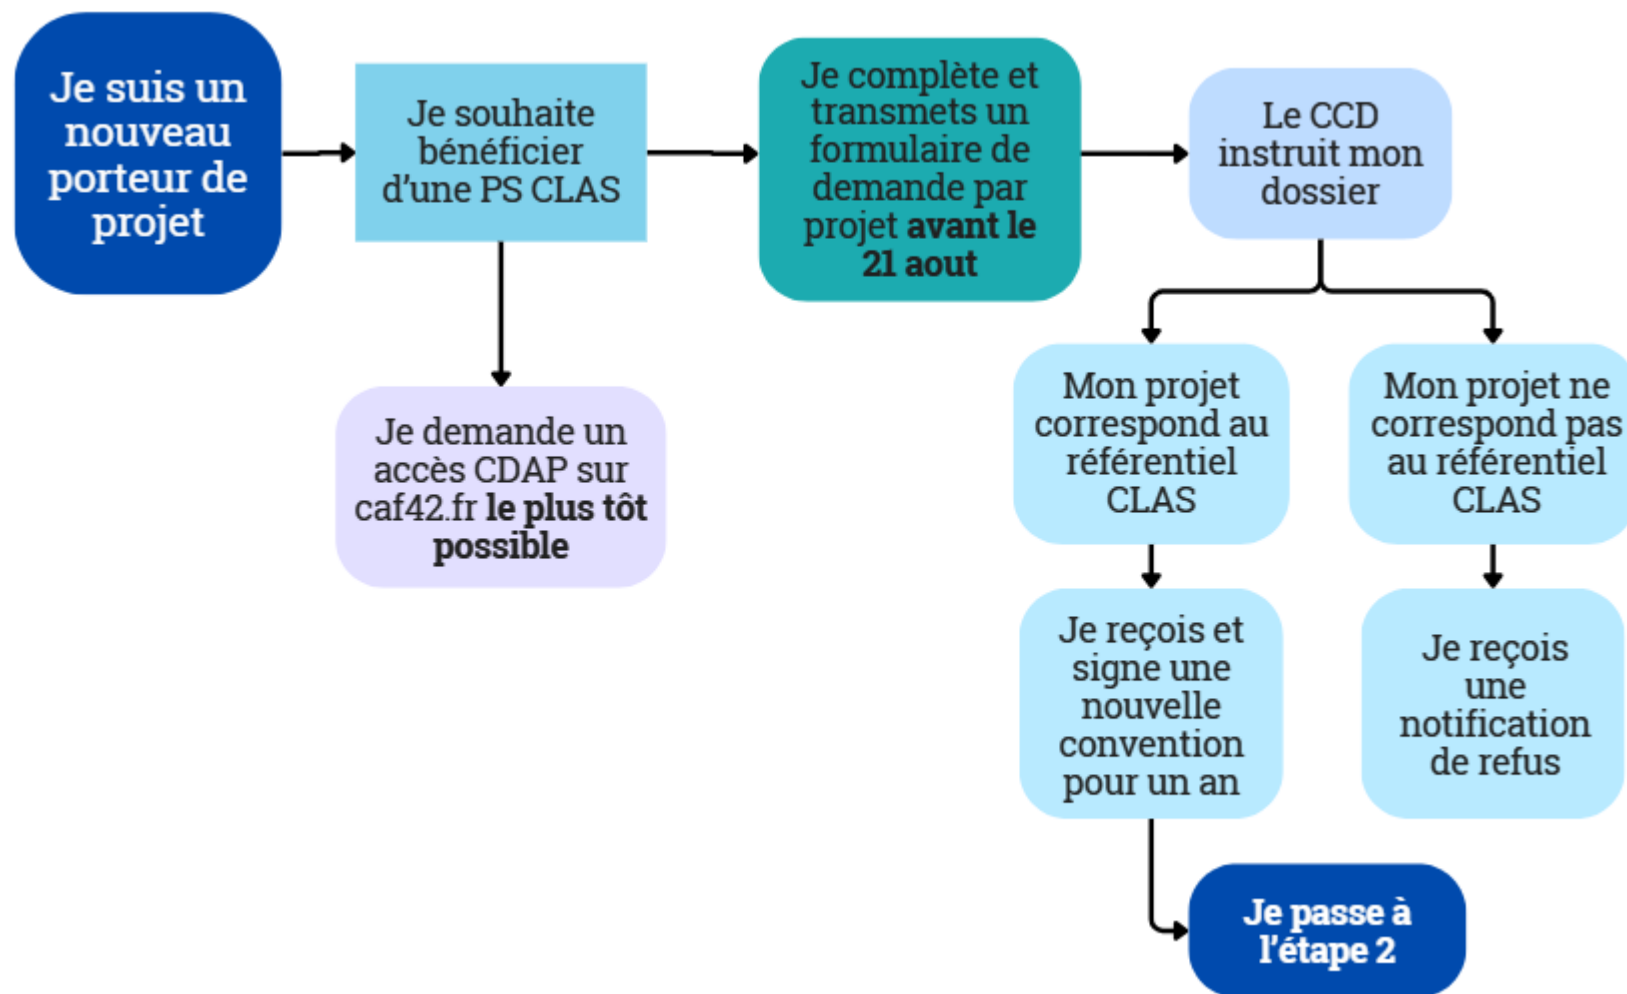 Je suis un
nouveau
porteur de
projet
Je souhaite
bénéficier
d’une PS CLAS
Je complète et
transmets un
formulaire de
demande par
projet avant le
21 aout
Le CCD
instruit mon
dossier
Je demande un
accès CDAP sur
caf42.fr le plus tôt
possible
Mon projet
correspond au
référentiel
CLAS
Mon projet ne
correspond pas
au référentiel
CLAS
Je reçois et
signe une
nouvelle
convention
pour un an
Je reçois
une
notification
de refus
Je passe à
l’étape 2